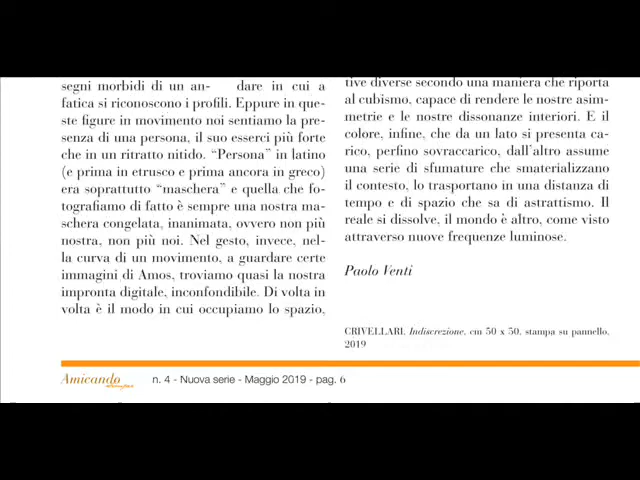 segni morbidi di un an- dare in cui a
fatica si riconoscono i profili. Eppure in que-
ste figure in movimento noi sentiamo la pre-
senza di una persona, il suo esserci più forte
che in un ritratto nitido. “Persona” in latino
(e prima in etrusco e prima ancora in greco)
era soprattutto “maschera” e quella che fo-
tografiamo di fatto è sempre una nostra ma-
schera congelata, inanimata, ovvero non più
nostra, non più noi. Nel gesto, invece, nel-
la curva di un movimento, a guardare certe
immagini di Amos, troviamo quasi la nostra
impronta digitale, inconfondibile. Di volta in
volta è il modo in cui occupiamo lo spazio,
tive diverse secondo una maniera che riporta
al cubismo, capace di rendere le nostre asim-
metrie e le nostre dissonanze interiori. E il
colore, infine, che da un lato si presenta ca-
rico, perfino sovraccarico, dall’altro assume
una serie di sfumature che smaterializzano
il contesto, lo trasportano in una distanza di
tempo e di spazio che sa di astrattismo. Il
reale si dissolve, il mondo è altro, come visto
attraverso nuove frequenze luminose.
Paolo Venti
CRIVELLARI, Indiscrezione, cm 50 x 50, stampa su pannello,
2019
Amicando
n. 4 - Nuova serie - Maggio 2019 - pag. 6